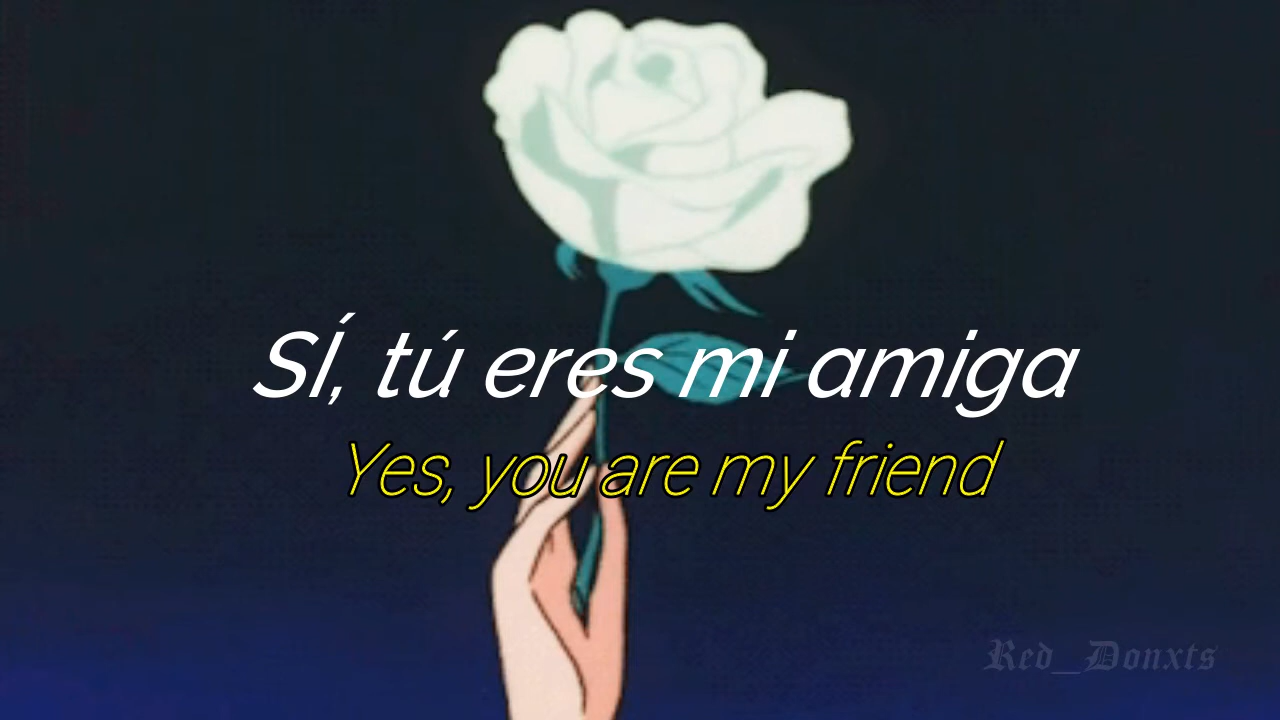 SÍ, tú eres mi amiga
Yes, you are my friend
Red_Donxts